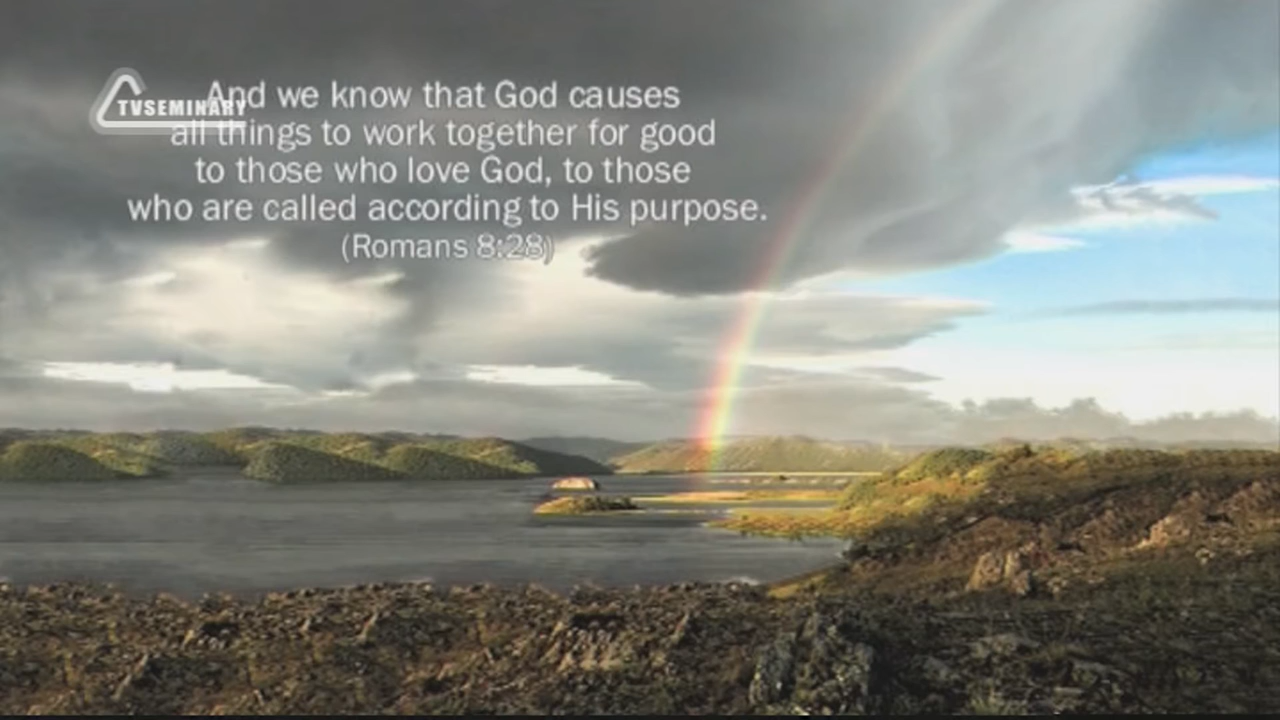 TVSEMINARY
And we know that God causes
all things to work together for good
to those who love God, to those
who are called according to His purpose.
(Romans 8:28)